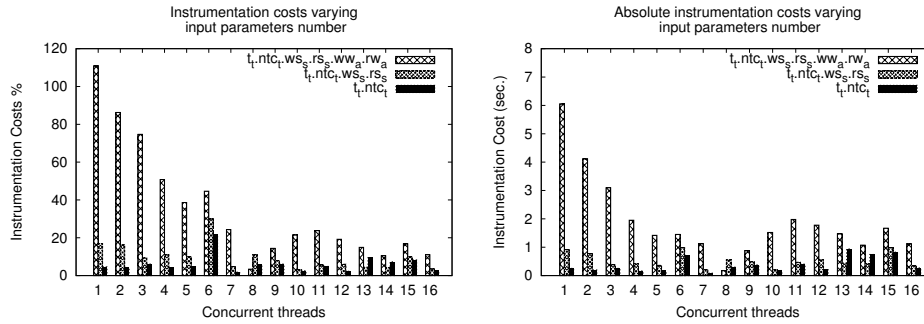 Instrumentation costs varying
input parameters number
Instrumentation Costs %
120
100
80
60
40
20
0
t_t.ntc_t.ws_s.rs_s.ww_a.rw_a
t_t.ntc_t.ws_s.rs_s
t_t.ntc_t
1 2 3 4 5 6 7 8 9 10 11 12 13 14 15 16
Concurrent threads
Absolute instrumentation costs varying
input parameters number
Instrumentation Cost (sec.)
8
7
6
5
4
3
2
1
0
t_t.ntc_t.ws_s.rs_s.ww_a.rw_a
t_t.ntc_t.ws_s.rs_s
t_t.ntc_t
1 2 3 4 5 6 7 8 9 10 11 12 13 14 15 16
Concurrent threads